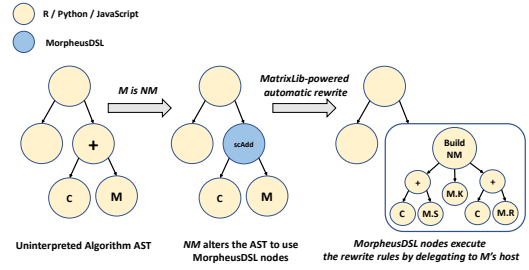 R / Python / JavaScript
MorpheusDSL
M is NM
MatrixLib-powered
automatic rewrite
+
C
M
scAdd
C
M
Build
NM
+
M.K
+
C
M.S
C
M.R
Uninterpreted Algorithm AST
NM alters the AST to use
MorpheusDSL nodes
MorpheusDSL nodes execute
the rewrite rules by delegating to M's host